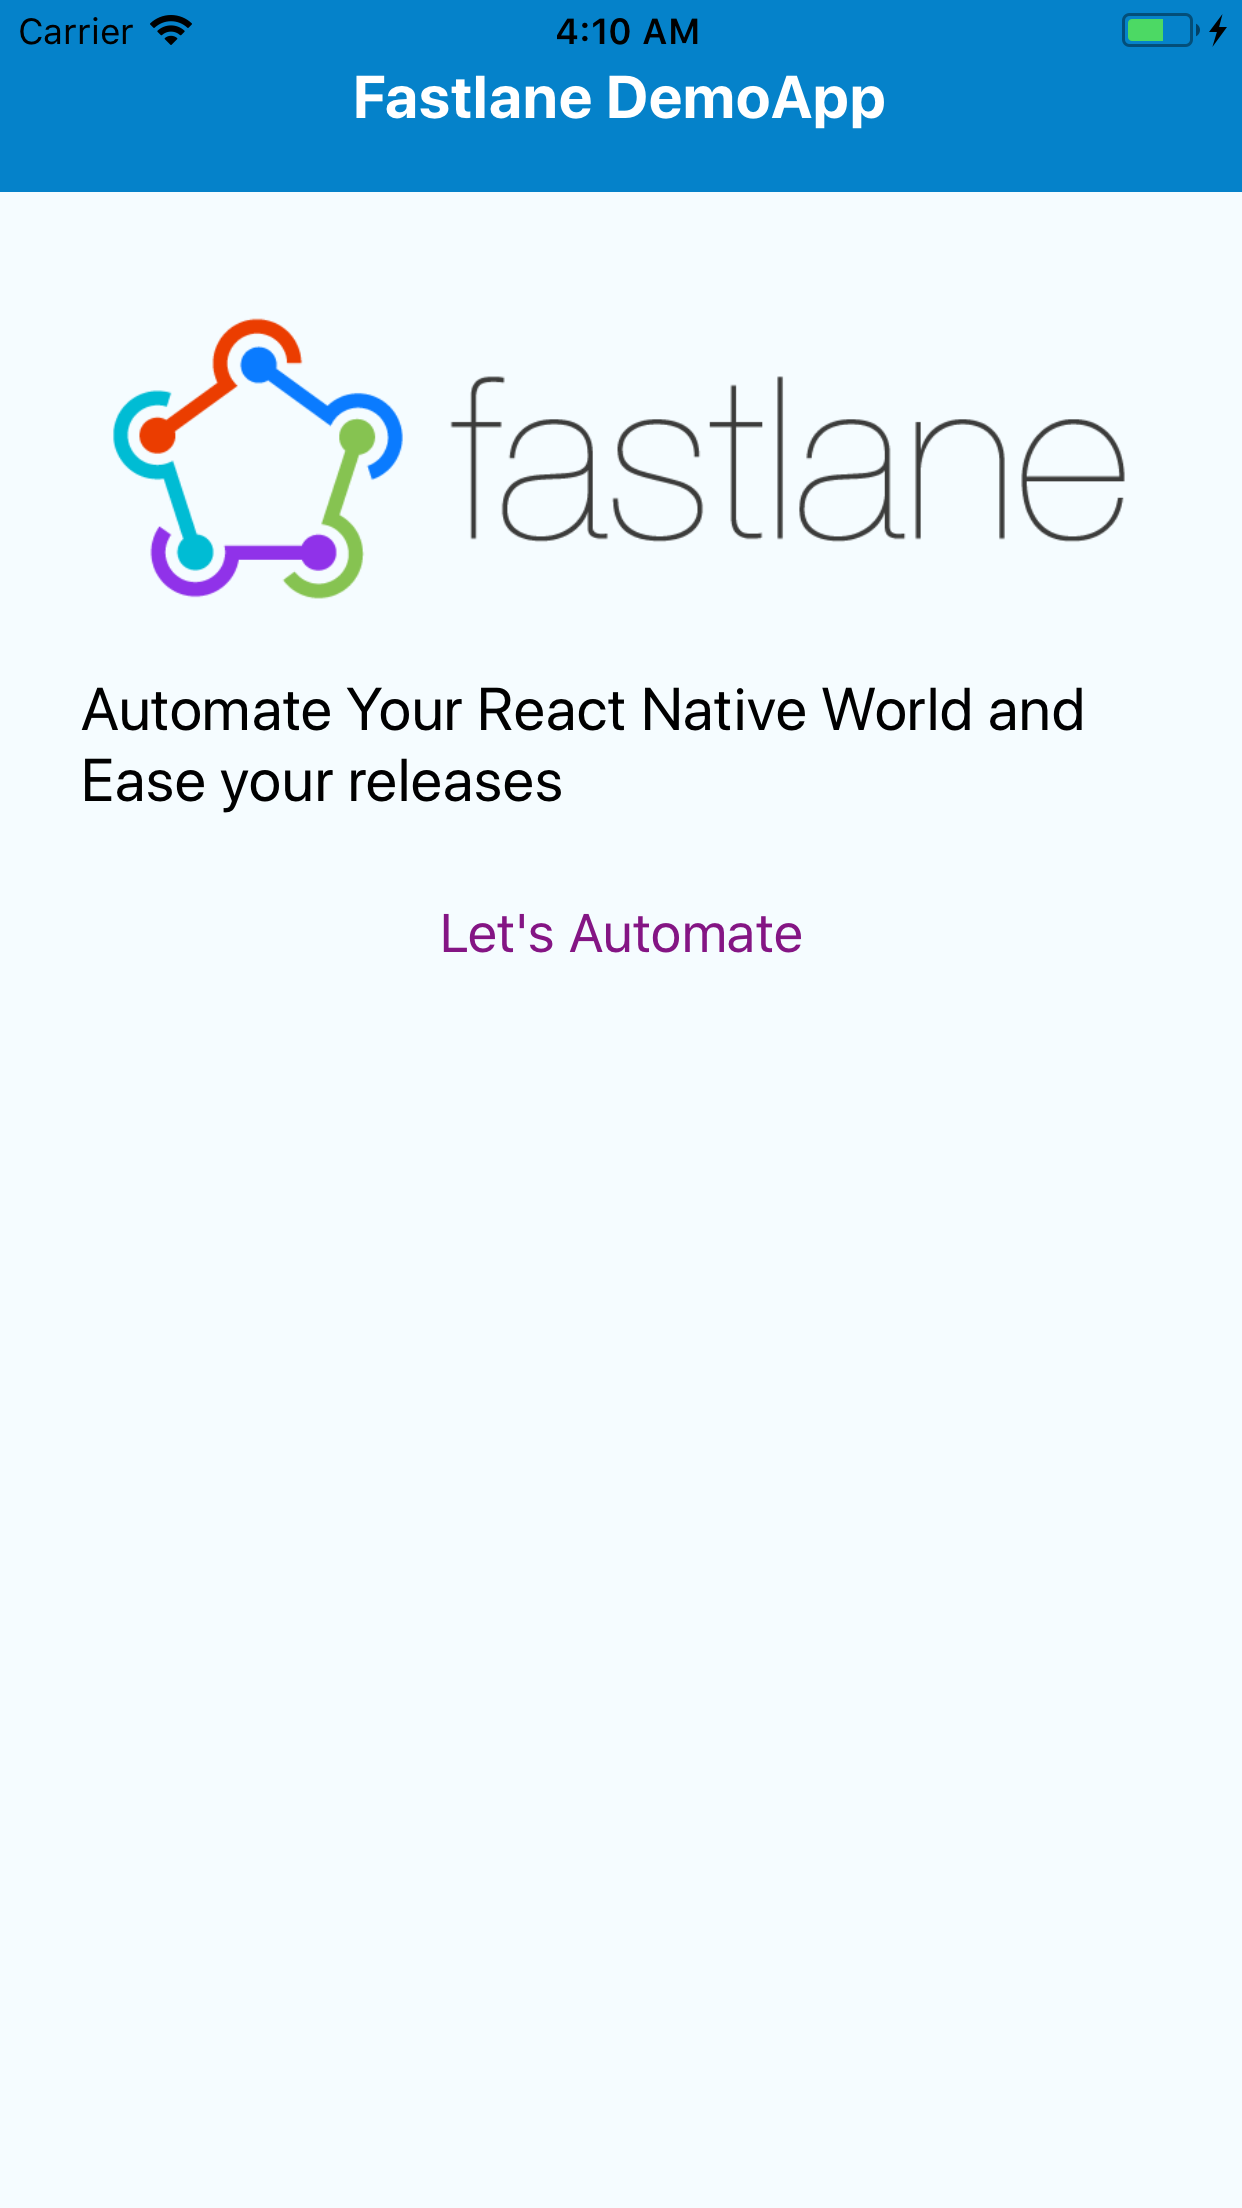 Carrier 4:10 AM
Fastlane DemoApp
fastlane
Automate Your React Native World and
Ease your releases
Let's Automate